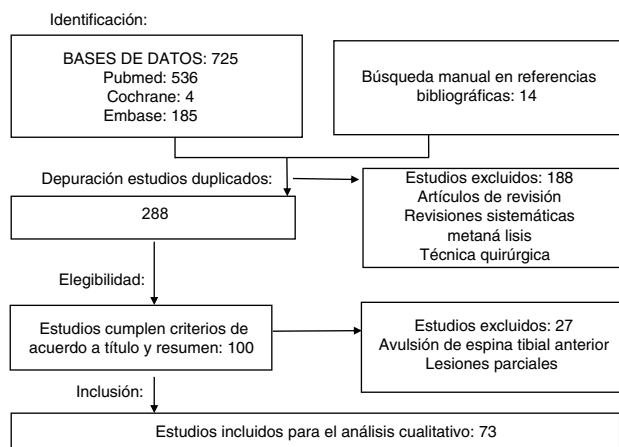 Identificación:
BASES DE DATOS: 725
Pubmed: 536
Cochrane: 4
Embase: 185
Búsqueda manual en referencias
bibliográficas: 14
Depuración estudios duplicados:
288
Estudios excluidos: 188
Artículos de revisión
Revisiones sistemáticas
metaná lisis
Técnica quirúrgica
Elegibilidad:
Estudios cumplen criterios de
acuerdo a título y resumen: 100
Estudios excluidos: 27
Avulsión de espina tibial anterior
Lesiones parciales
Inclusión:
Estudios incluidos para el análisis cualitativo: 73